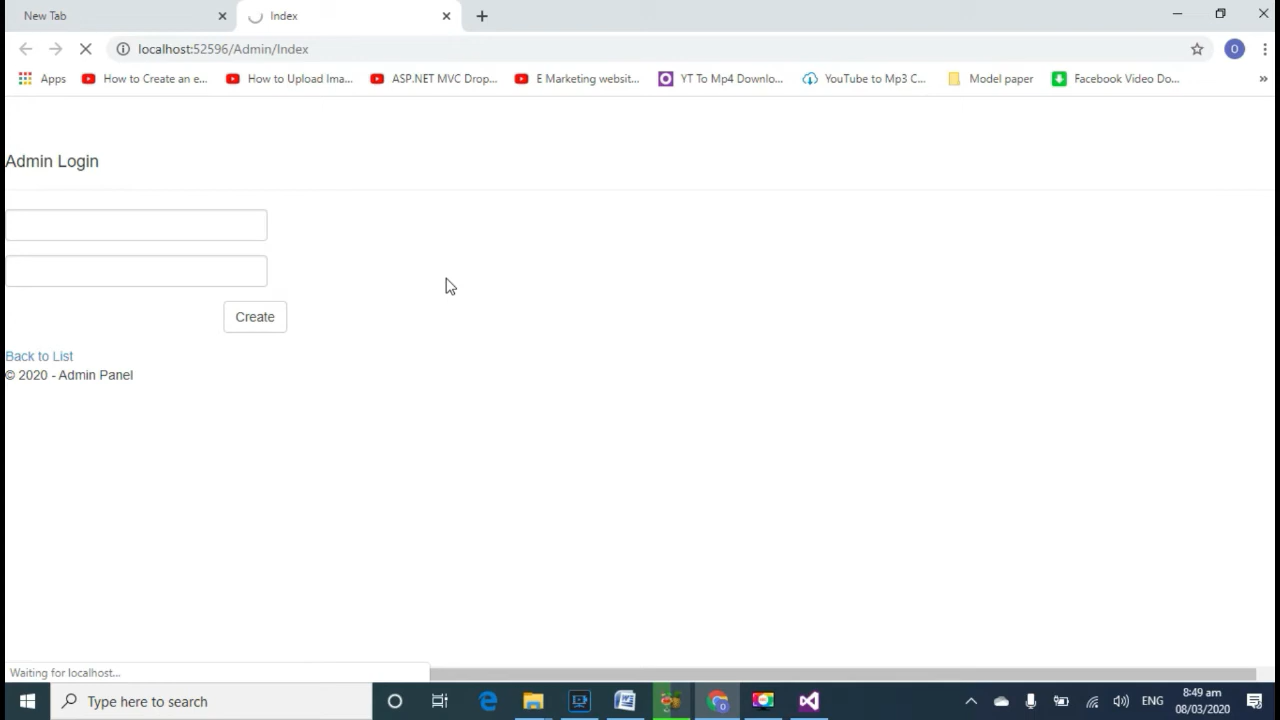 New Tab
Index
localhost:52596/Admin/Index
O
Apps
How to Create an e...
How to Upload Ima...
ASP.NET MVC Drop...
E Marketing websit...
YT To Mp4 Downlo...
YouTube to Mp3 C...
Model paper
Facebook Video Do...
»
Admin Login
Create
Back to List
© 2020 - Admin Panel
Waiting for localhost...
Type here to search
ENG
8:49 am
08/03/2020